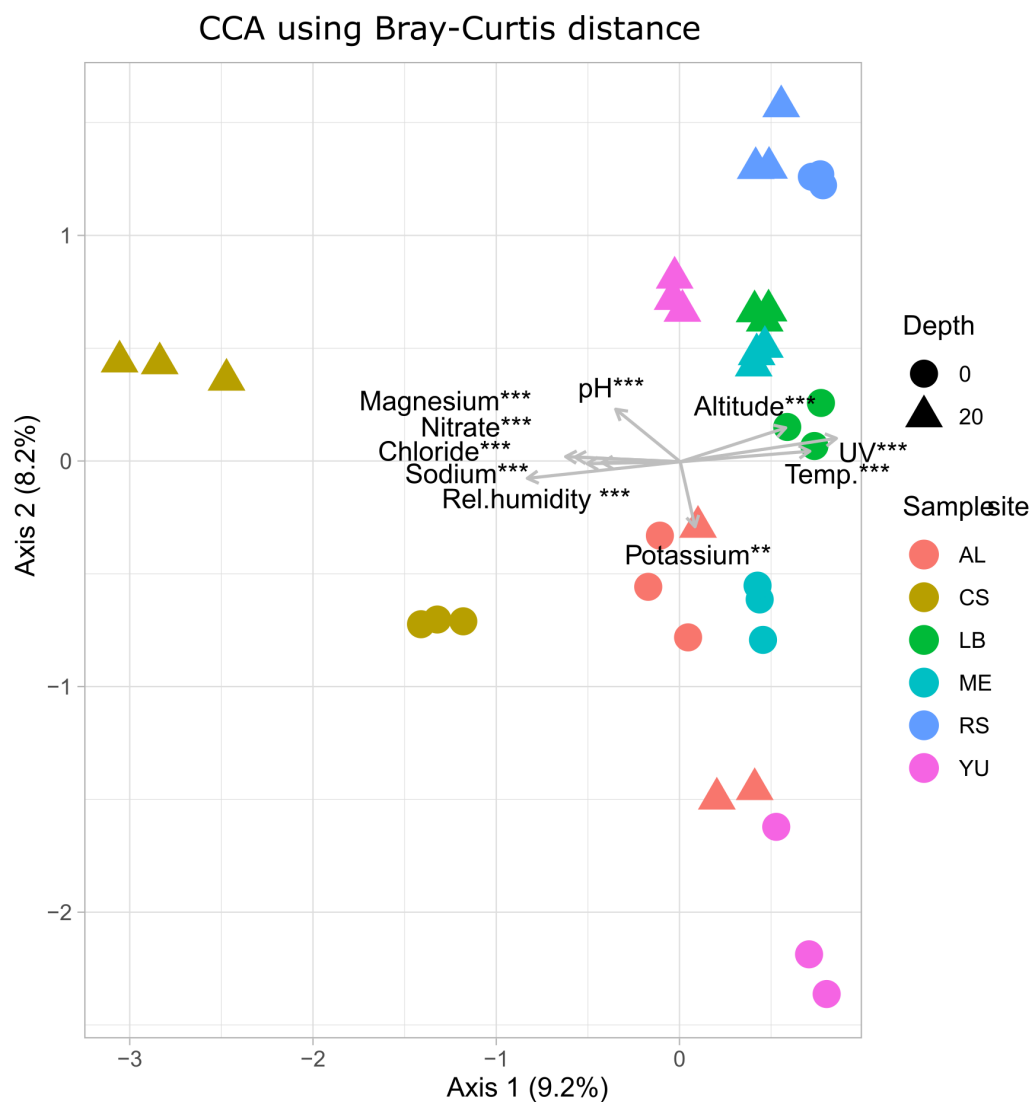 CCA using Bray-Curtis distance
Axis 2 (8.2%)
1
0
−1
−2
Magnesium***
Nitrate***
Chloride***
Sodium***
Rel.humidity ***
pH***
Altitude***
UV***
Temp.***
Potassium**
−3
−2
−1
0
Axis 1 (9.2%)
Depth
0
20
Sample site
AL
CS
LB
ME
RS
YU